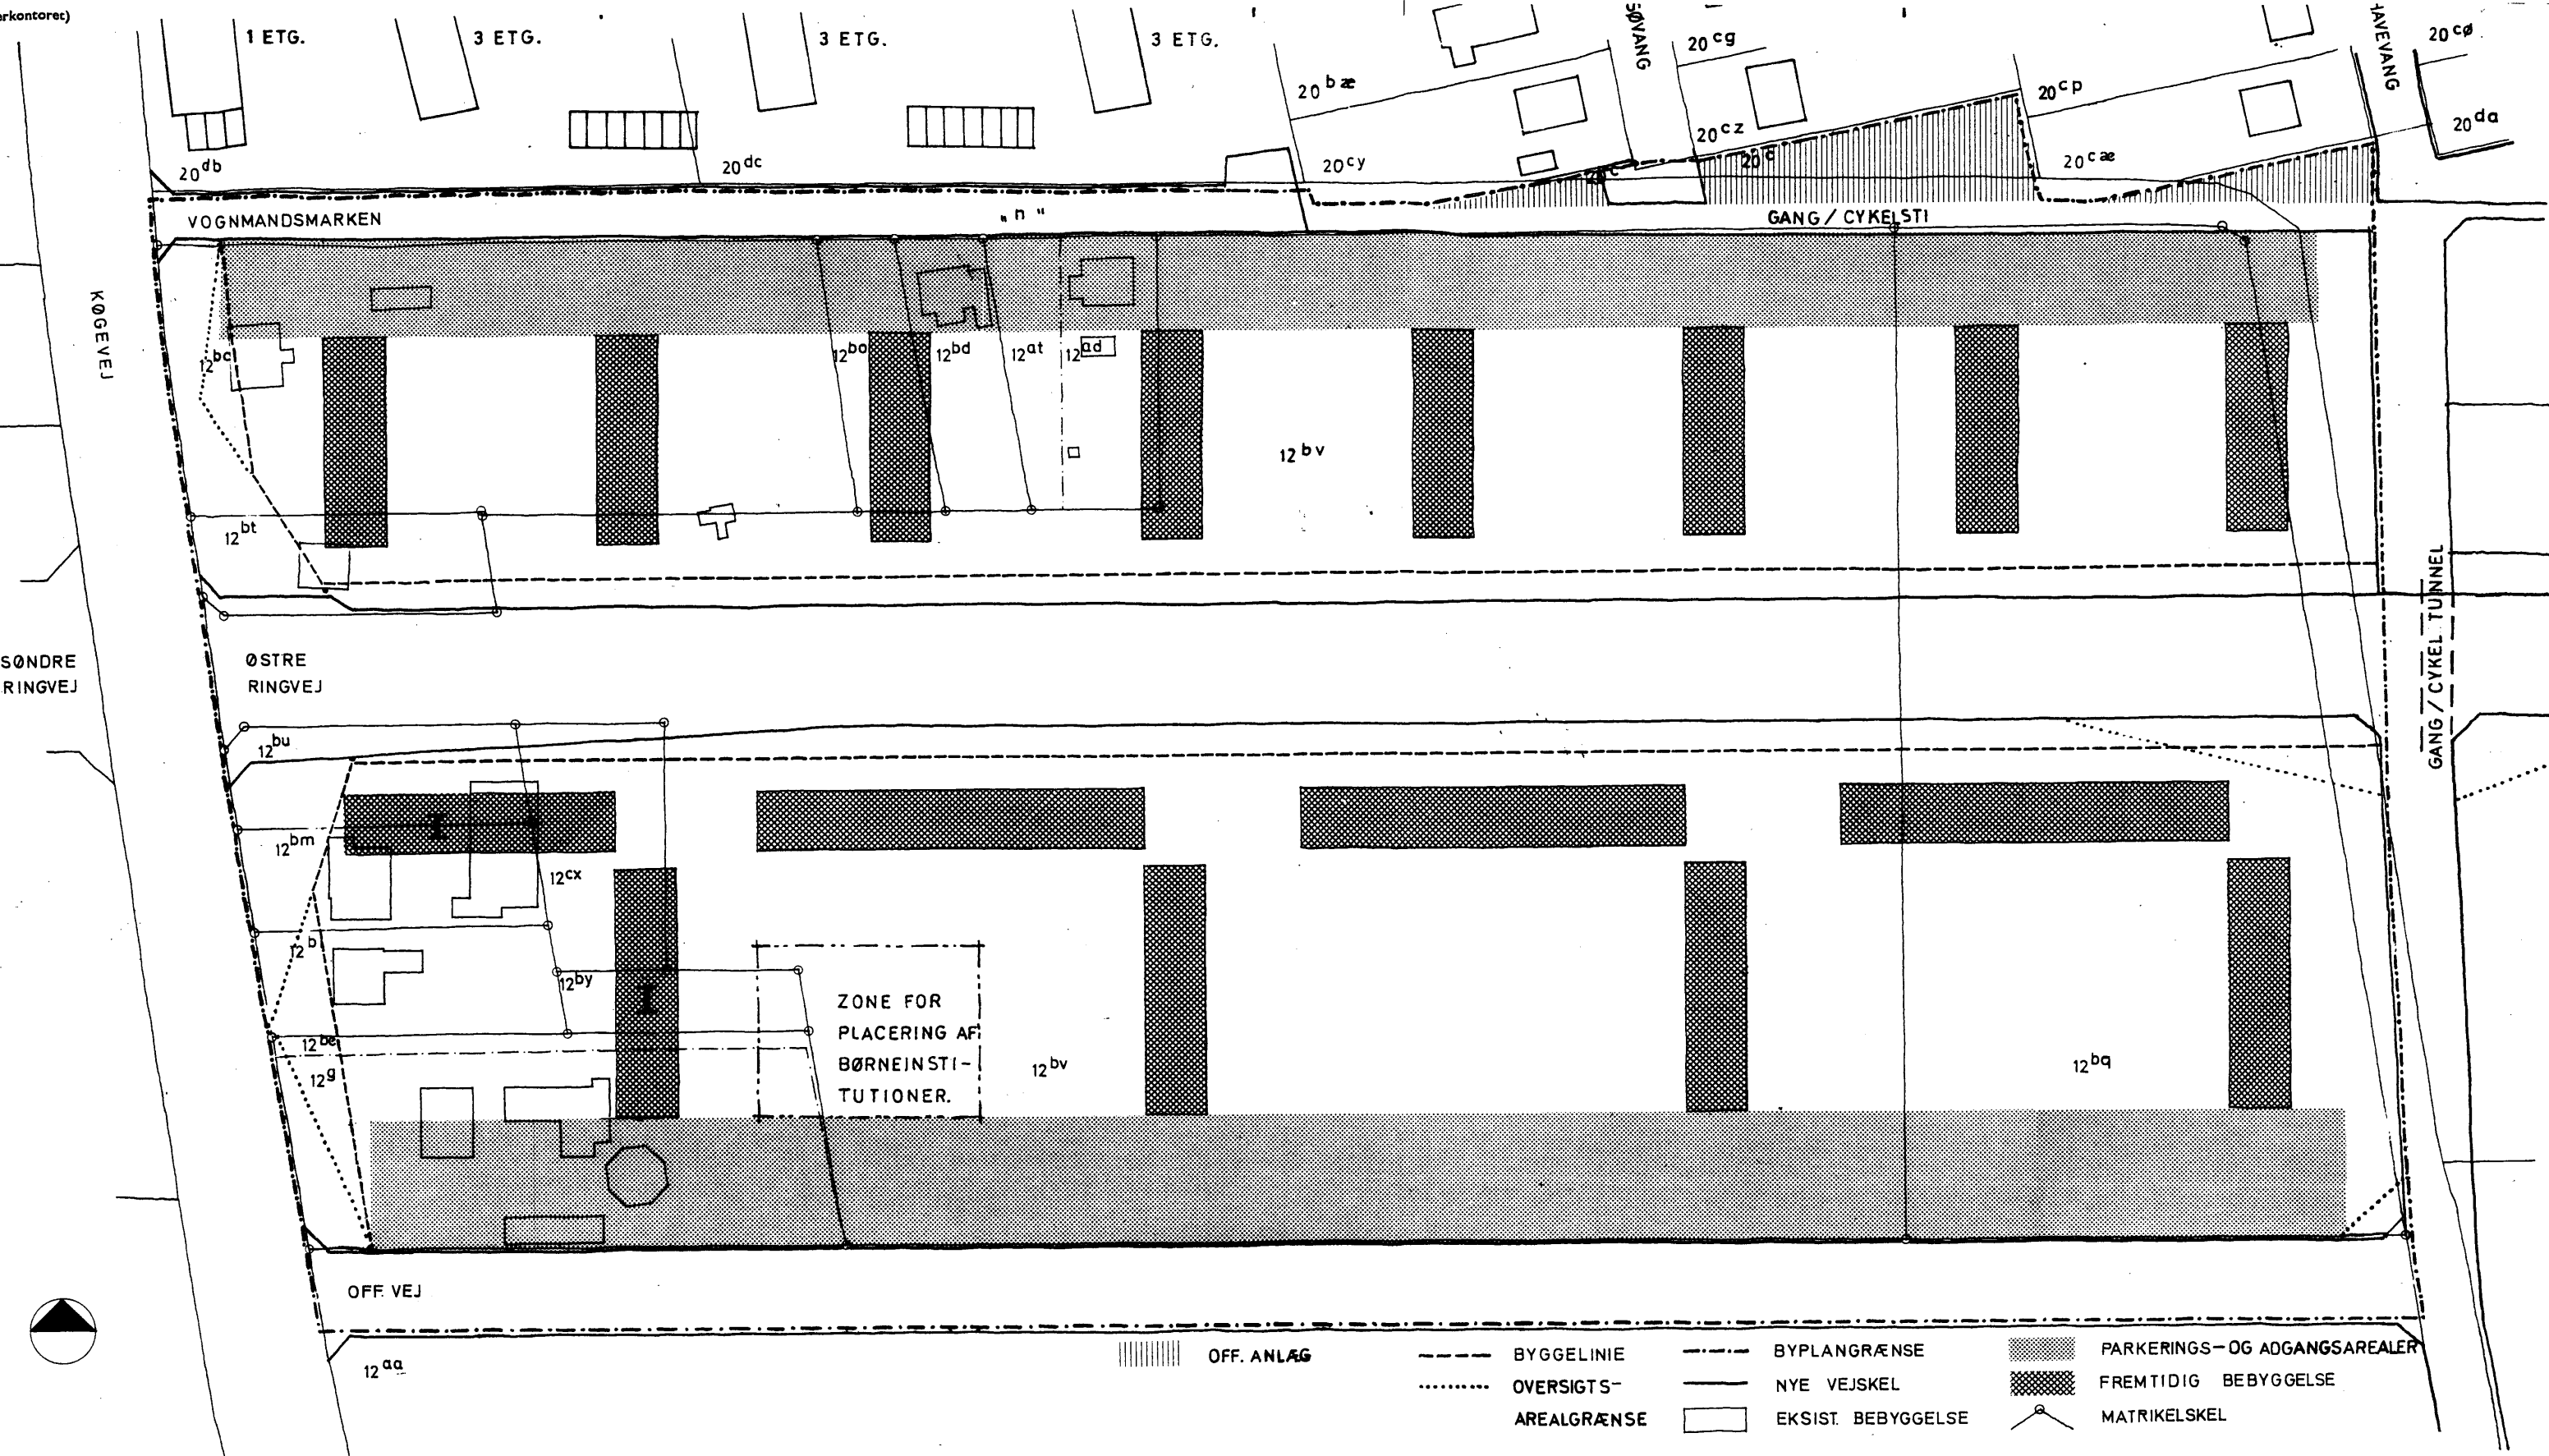 erkontoret)
1 ETG.
3 ETG.
3 ETG.
3 ETG.
SØVANG
HAVEVANG
20 cg
20 cø
20 bæ
20 cp
20 cz
20 da
20 db
20 dc
20 cy
20 c
20 c
20 cæ
VOGNMANDSMARKEN
„ n “
GANG / CYKELSTI
KØGEVEJ
12 bc
12 bo
12 bd
12 at
12 ad
12 bv
12 bt
GANG / CYKEL TUNNEL
SØNDRE
RINGVEJ
ØSTRE
RINGVEJ
12 bu
I
12 bm
12 cx
12 b
12 by
I
ZONE FOR
PLACERING AF
BØRNEINSTI-
TUTIONER.
12 be
12 g
12 bv
12 bq
OFF. VEJ
12 aa
OFF. ANLÆG
BYGGELINIE
OVERSIGTS-
AREALGRÆNSE
BYPLANGRÆNSE
NYE VEJSKEL
EKSIST. BEBYGGELSE
PARKERINGS-OG ADGANGSAREALER
FREMTIDIG BEBYGGELSE
MATRIKELSKEL